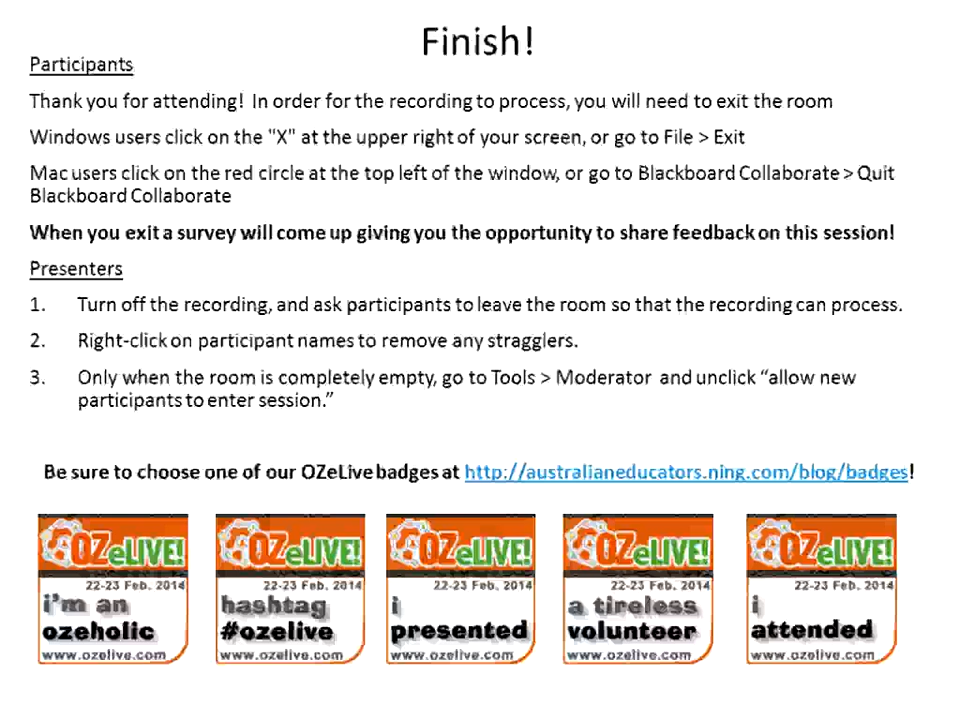 Finish!
Participants
Thank you for attending! In order for the recording to process, you will need to exit the room
Windows users click on the "X" at the upper right of your screen, or go to File > Exit
Mac users click on the red circle at the top left of the window, or go to Blackboard Collaborate > Quit
Blackboard Collaborate
When you exit a survey will come up giving you the opportunity to share feedback on this session!
Presenters
1. Turn off the recording, and ask participants to leave the room so that the recording can process.
2. Right-click on participant names to remove any stragglers.
3. Only when the room is completely empty, go to Tools > Moderator and unclick “allow new
participants to enter session.”
Be sure to choose one of our OZeLive badges at http://australianeducators.ning.com/blog/badges!
OZeLIVE!
22-23 Feb. 2014
i'm an
ozeholic
www.ozelive.com
OZeLIVE!
22-23 Feb. 2014
hashtag
#ozelive
www.ozelive.com
OZeLIVE!
22-23 Feb. 2014
i
presented
www.ozelive.com
OZeLIVE!
22-23 Feb. 2014
a tireless
volunteer
www.ozelive.com
OZeLIVE!
22-23 Feb. 2014
i
attended
www.ozelive.com